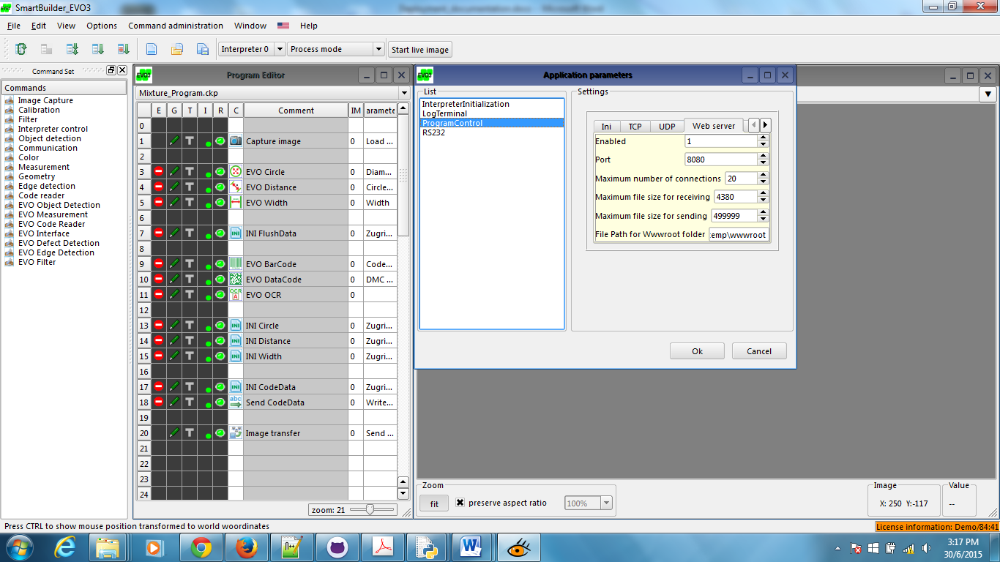 SmartBuilder_EVO3
Deployment_documentation.docx - Microsoft Word
File Edit View Options Command administration Window Help
Interpreter 0 Process mode Start live image
Command Set
Commands
Image Capture
Calibration
Filter
Interpreter control
Object detection
Communication
Color
Measurement
Geometry
Edge detection
Code reader
EVO Object Detection
EVO Measurement
EVO Code Reader
EVO Interface
EVO Defect Detection
EVO Edge Detection
EVO Filter
EVO3 Program Editor
Mixture_Program.ckp
E G T I R C Comment IM aramete
0
1 T Capture image 0 Load ...
2
3 T EVO Circle 0 Diam...
4 T EVO Distance 0 Circle...
5 T EVO Width 0 Width
6
7 T INI INI FlushData 0 Zugri...
8
9 T EVO BarCode 0 Code...
10 T EVO DataCode 0 DMC ...
11 T OCR A EVO OCR 0
12
13 T INI INI Circle 0 Zugri...
14 T INI INI Distance 0 Zugri...
15 T INI INI Width 0 Zugri...
16
17 T INI INI CodeData 0 Zugri...
18 T abc Send CodeData 0 Write...
19
20 T Image transfer 0 Send ...
21
22
23
24
zoom: 21
EVO3 Application parameters
List
InterpreterInitialization
LogTerminal
ProgramControl
RS232
Settings
Ini TCP UDP Web server
Enabled 1
Port 8080
Maximum number of connections 20
Maximum file size for receiving 4380
Maximum file size for sending 499999
File Path for Wwwroot folder :emp\wwwroot
Ok Cancel
Zoom
fit preserve aspect ratio 100%
Image
X: 250 Y:-117
Value
--
Press CTRL to show mouse position transformed to world woordinates
License information: Demo/84:41
3:17 PM
30/6/2015